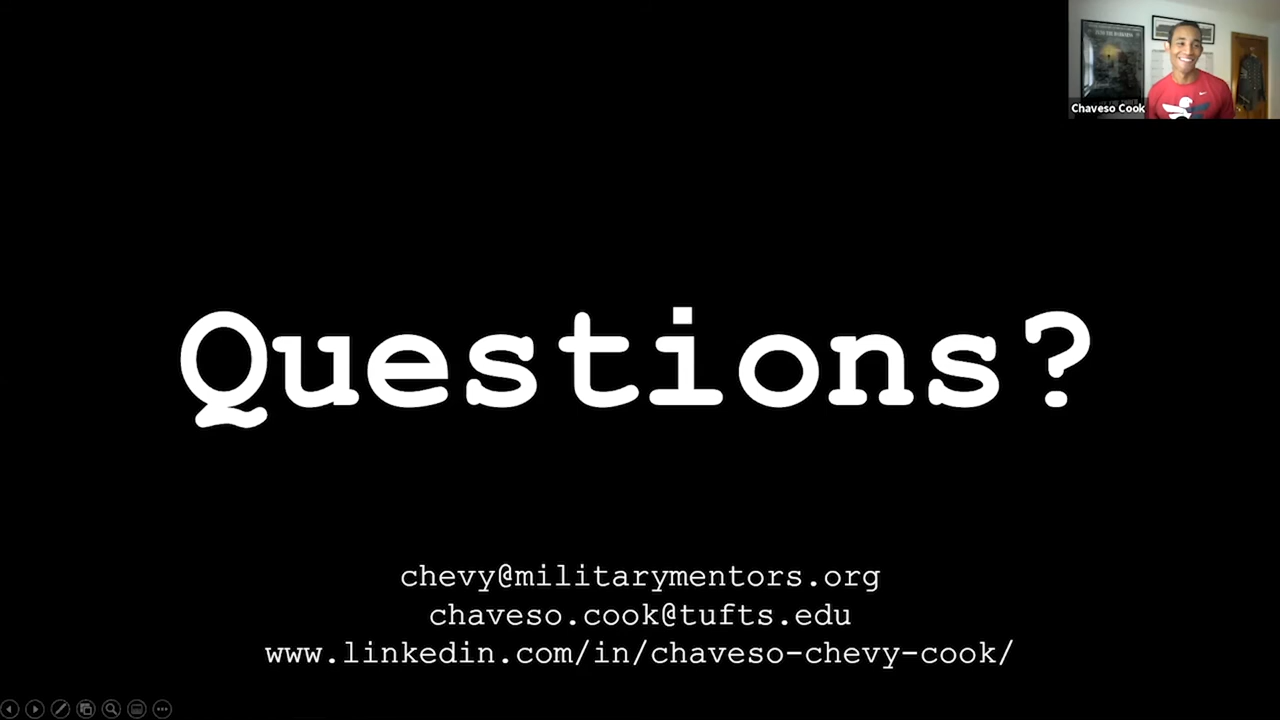 Chaveso Cook
Questions?
chevy@militarymentors.org
chaveso.cook@tufts.edu
www.linkedin.com/in/chaveso-chevy-cook/